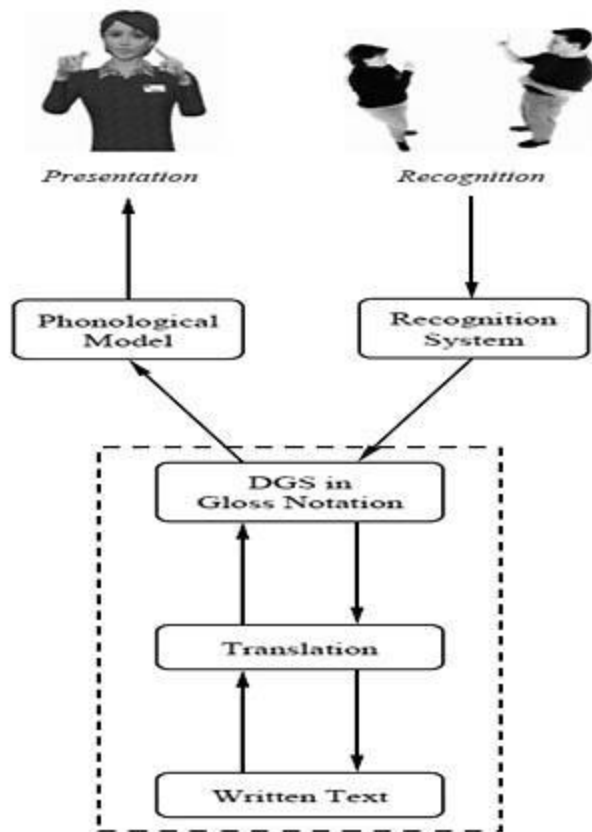 Presentation
Recognition
Phonological
Model
Recognition
System
DGS in
Gloss Notation
Translation
Written Text